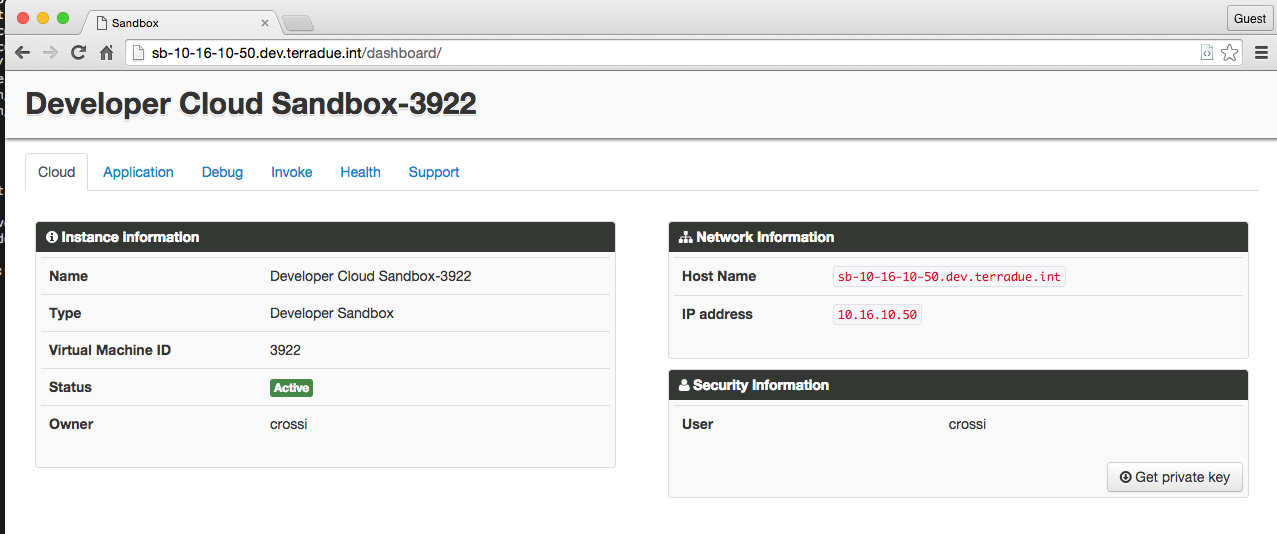 Sandbox
Guest
sb-10-16-10-50.dev.terradue.int/dashboard/
Developer Cloud Sandbox-3922
Cloud Application Debug Invoke Health Support
Instance Information
Name Developer Cloud Sandbox-3922
Type Developer Sandbox
Virtual Machine ID 3922
Status Active
Owner crossi
Network Information
Host Name sb-10-16-10-50.dev.terradue.int
IP address 10.16.10.50
Security Information
User crossi
Get private key